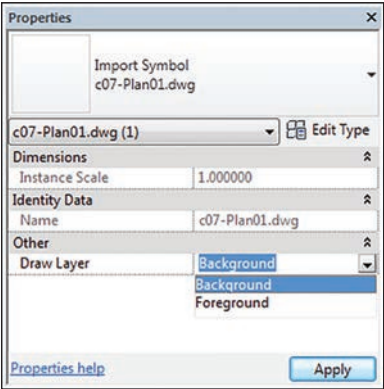 Properties
Import Symbol
c07-Plan01.dwg
c07-Plan01.dwg (1) Edit Type
Dimensions
Instance Scale 1.000000
Identity Data
Name c07-Plan01.dwg
Other
Draw Layer Background
Background
Foreground
Properties help Apply